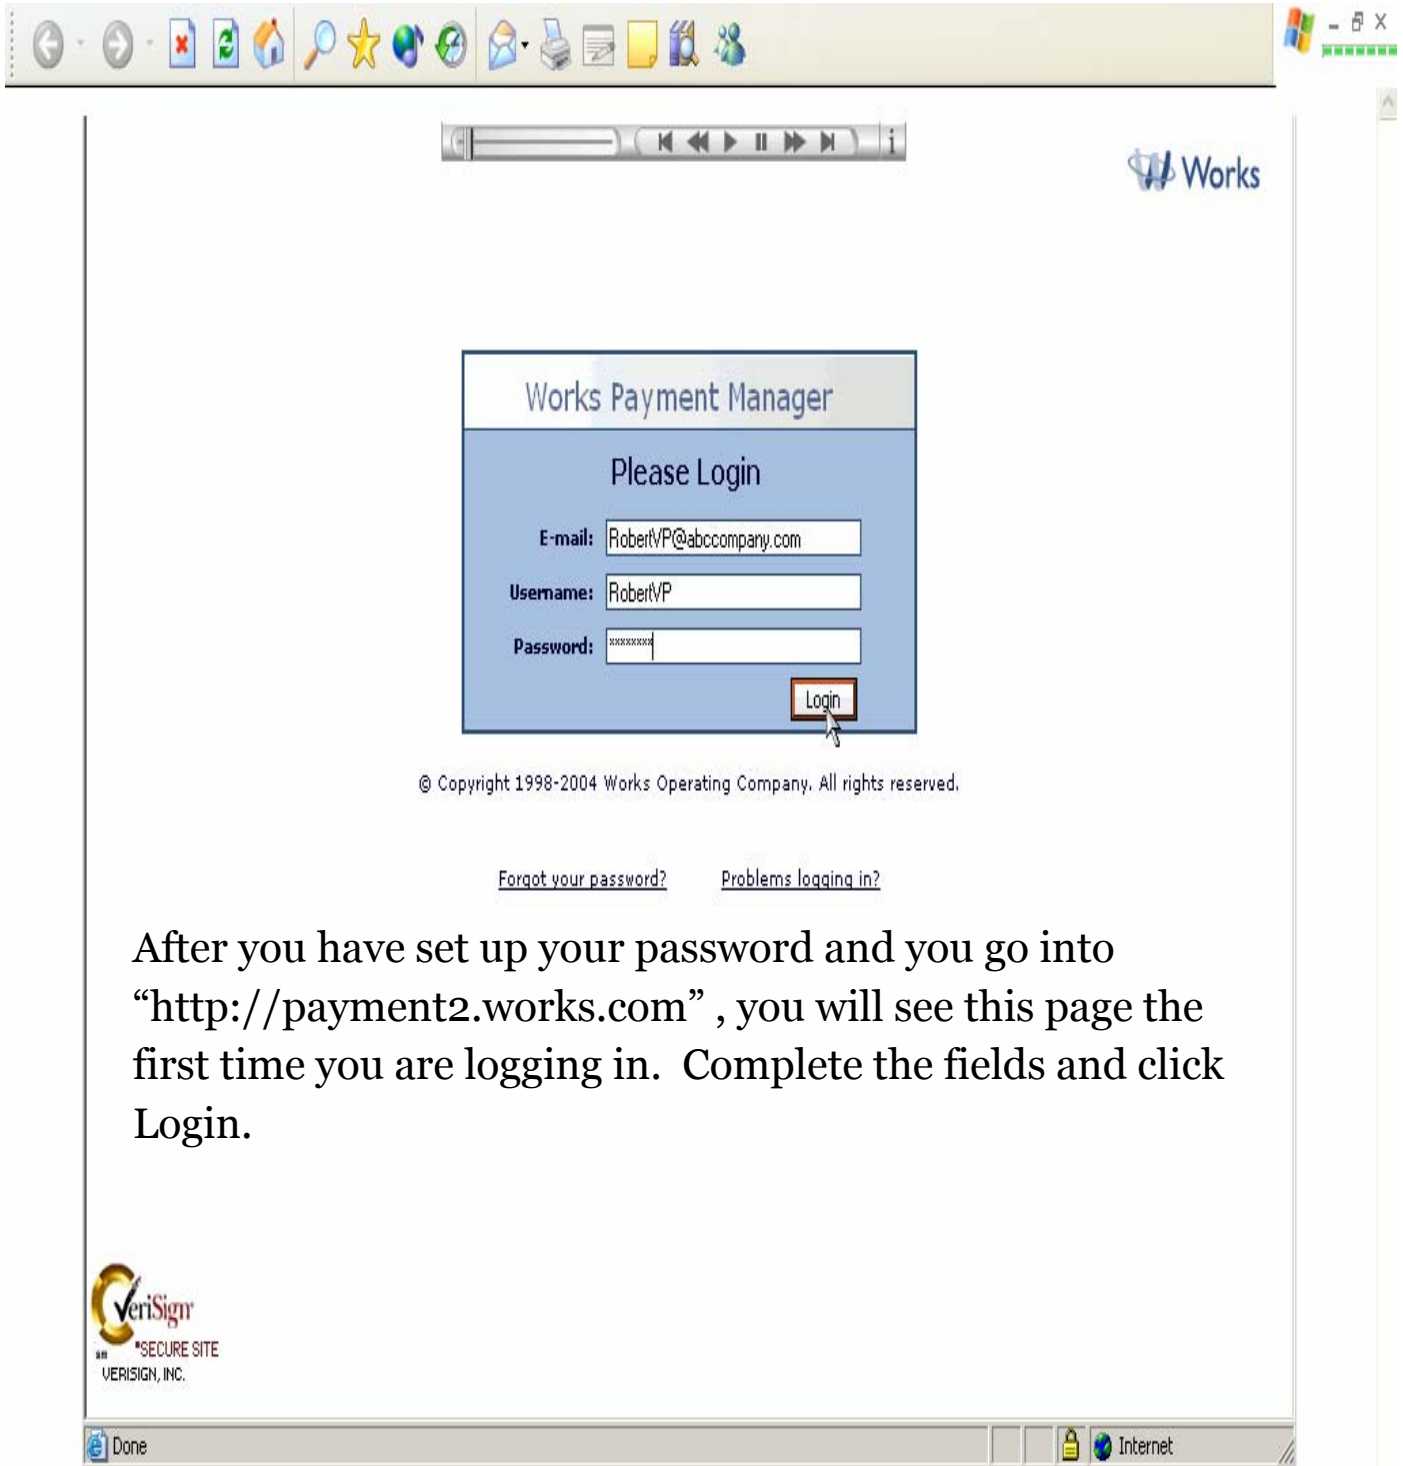 Works
Works Payment Manager
Please Login
E-mail: RobertVP@abccompany.com
Username: RobertVP
Password: xxxxxxxx
Login
© Copyright 1998-2004 Works Operating Company. All rights reserved.
Forgot your password? Problems logging in?
After you have set up your password and you go into
“http://payment2.works.com” , you will see this page the
first time you are logging in. Complete the fields and click
Login.
VeriSign
SECURE SITE
VERISIGN, INC.
Done Internet